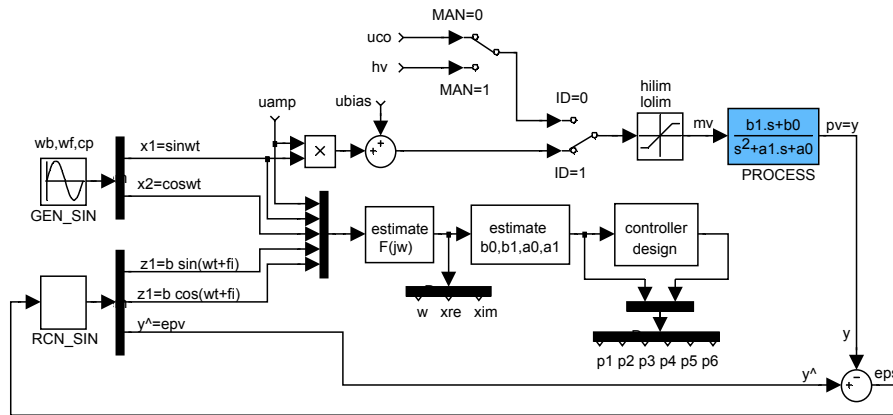 MAN=0
uco
hv
MAN=1
uamp
ubias
ID=0
ID=1
hilim
lolim
mv
b1.s+b0
s2+a1.s+a0
PROCESS
pv=y
wb,wf,cp
GEN_SIN
x1=sinwt
x2=coswt
×
+
+
estimate
F(jw)
estimate
b0,b1,a0,a1
controller
design
z1=b sin(wt+fi)
z1=b cos(wt+fi)
y^=epv
RCN_SIN
w xre xim
p1 p2 p3 p4 p5 p6
y
y^
+
−
eps